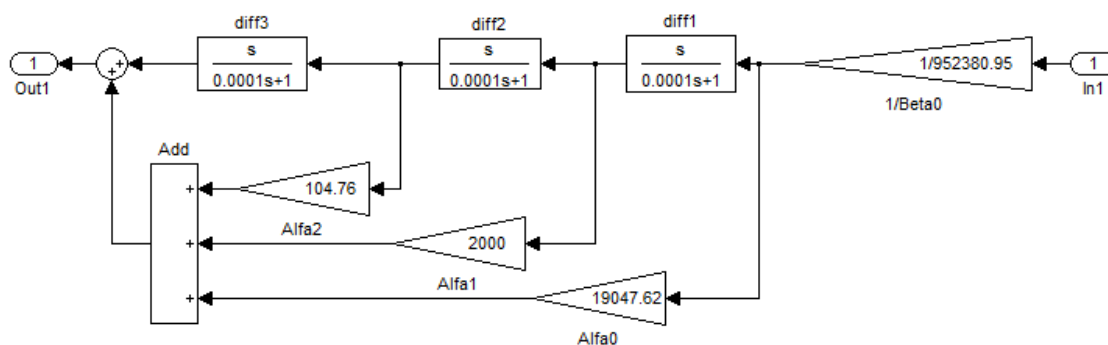 diff3
diff2
diff1
1
Out1
+
+
s
0.0001s+1
s
0.0001s+1
s
0.0001s+1
1/952380.95
1/Beta0
1
In1
Add
+
104.76
Alfa2
+
2000
Alfa1
+
19047.62
Alfa0